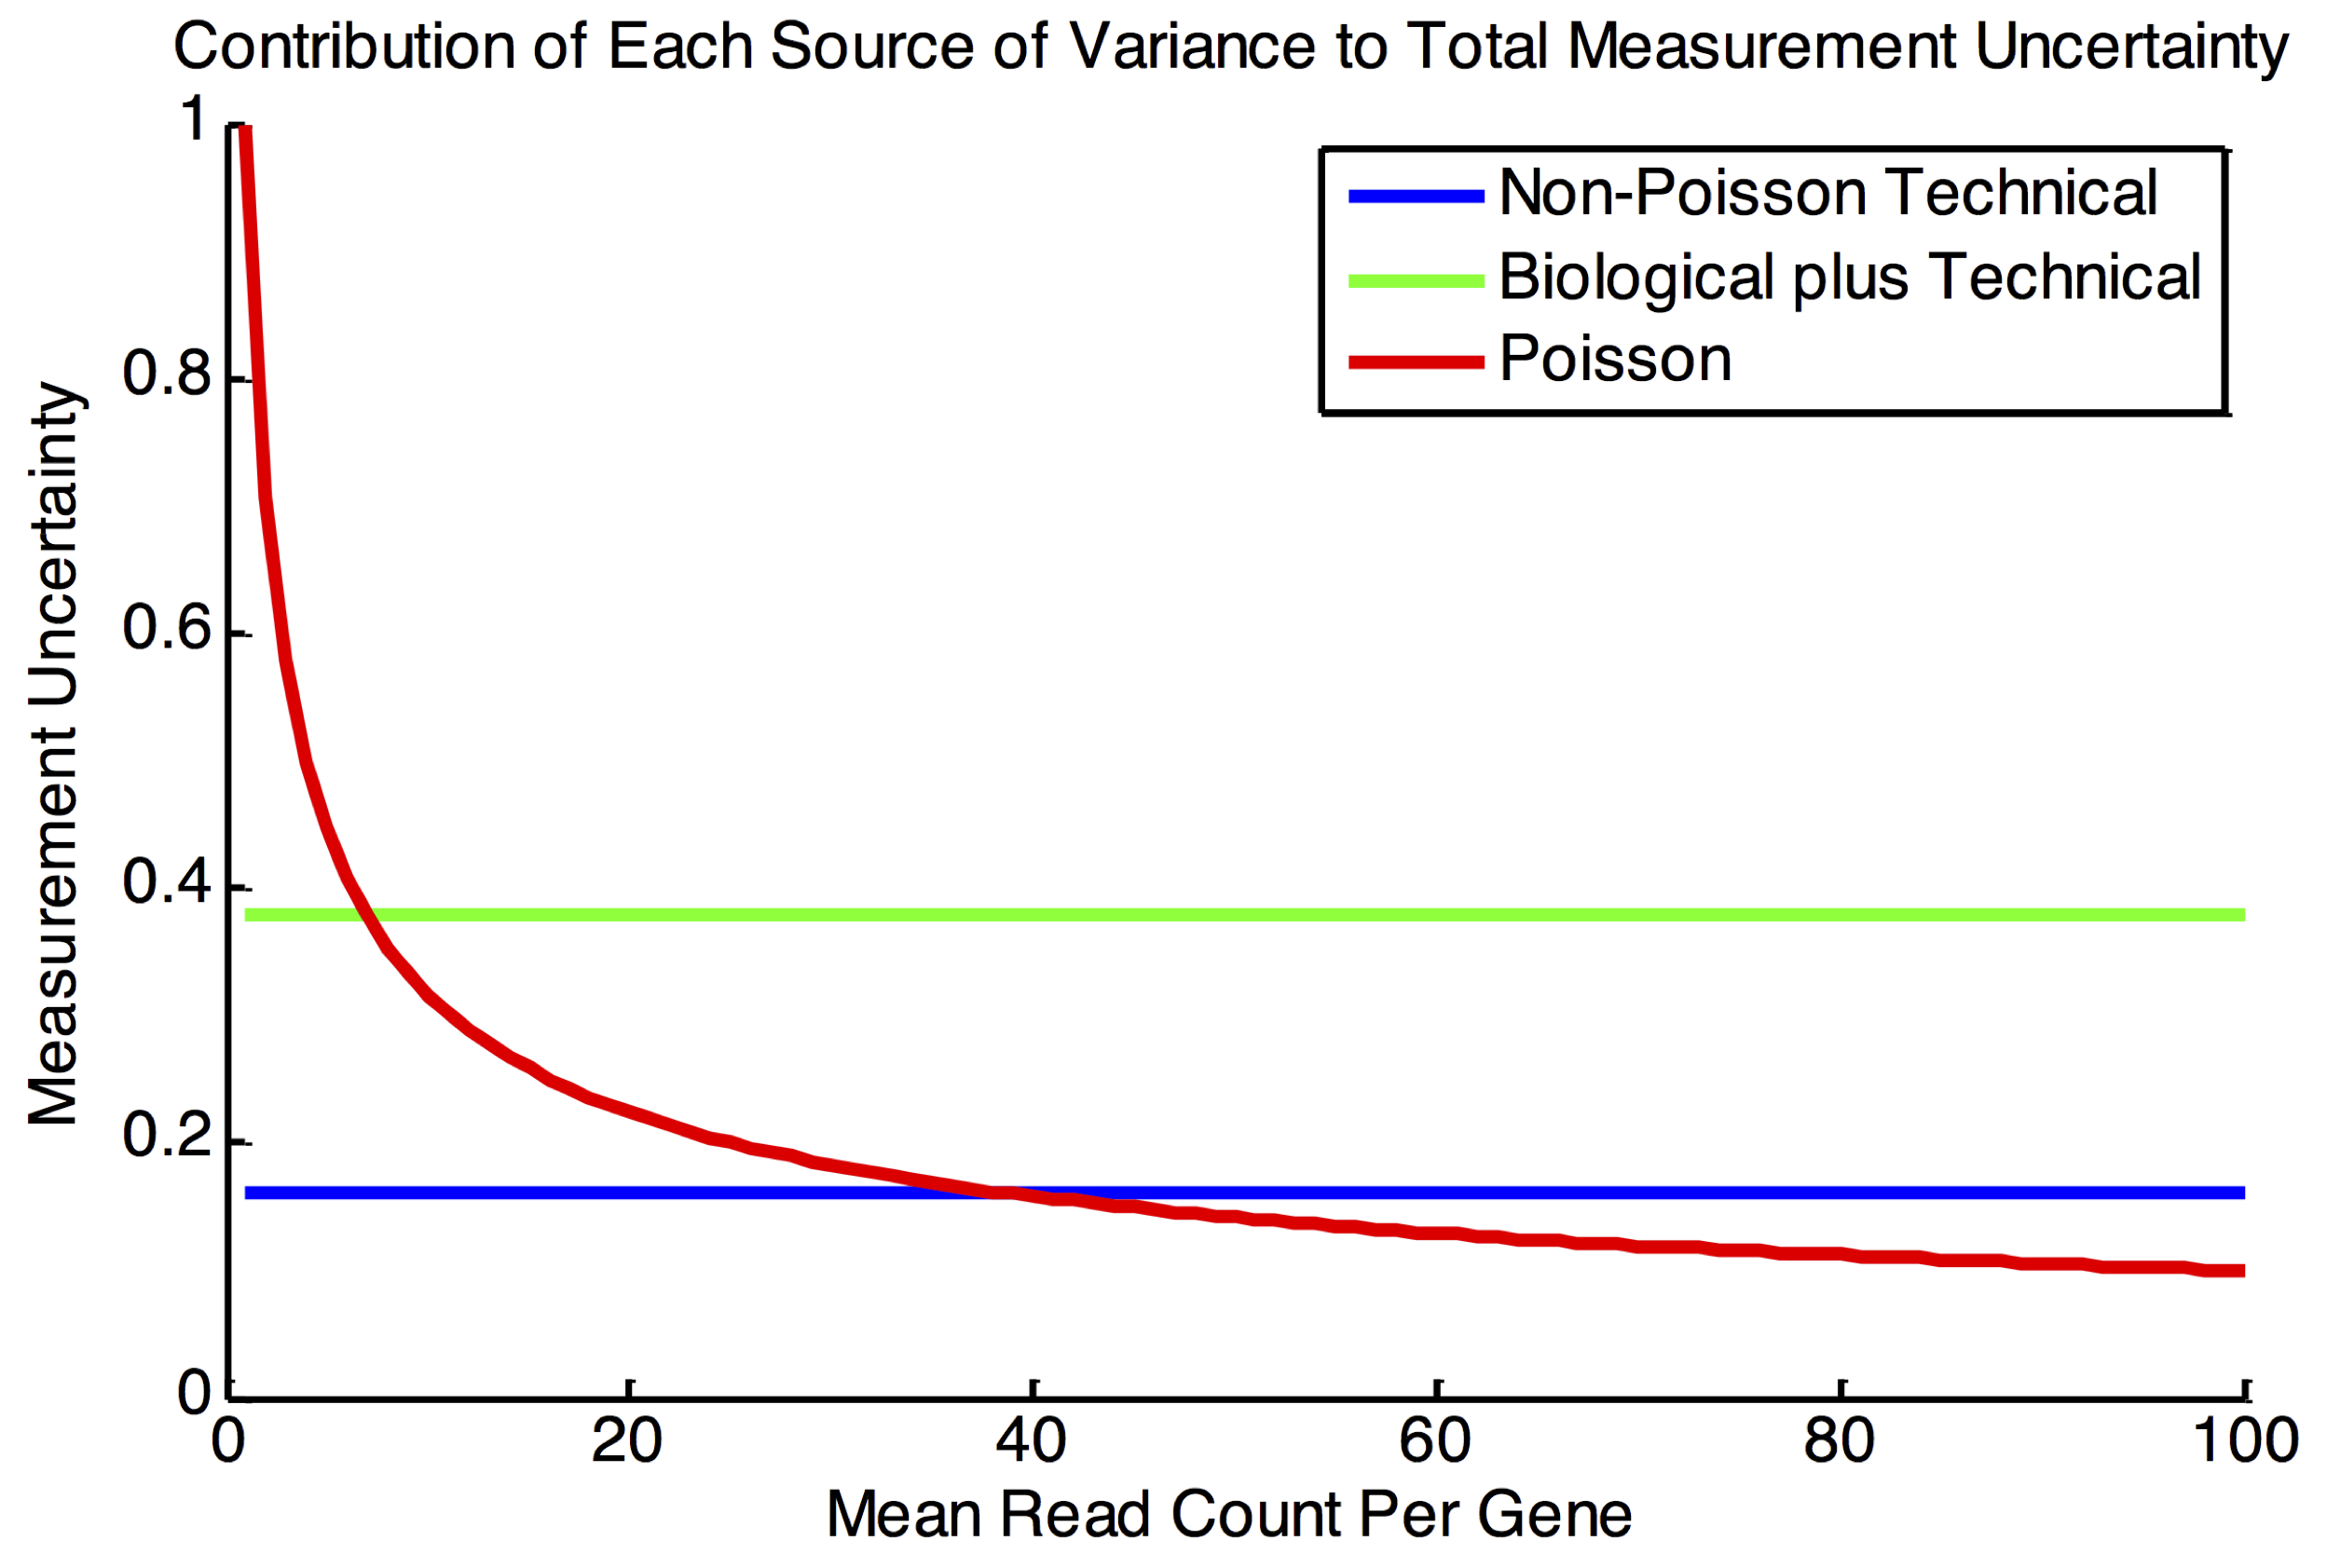 Contribution of Each Source of Variance to Total Measurement Uncertainty
1
0.8
0.6
0.4
0.2
0
Measurement Uncertainty
Non-Poisson Technical
Biological plus Technical
Poisson
0 20 40 60 80 100
Mean Read Count Per Gene